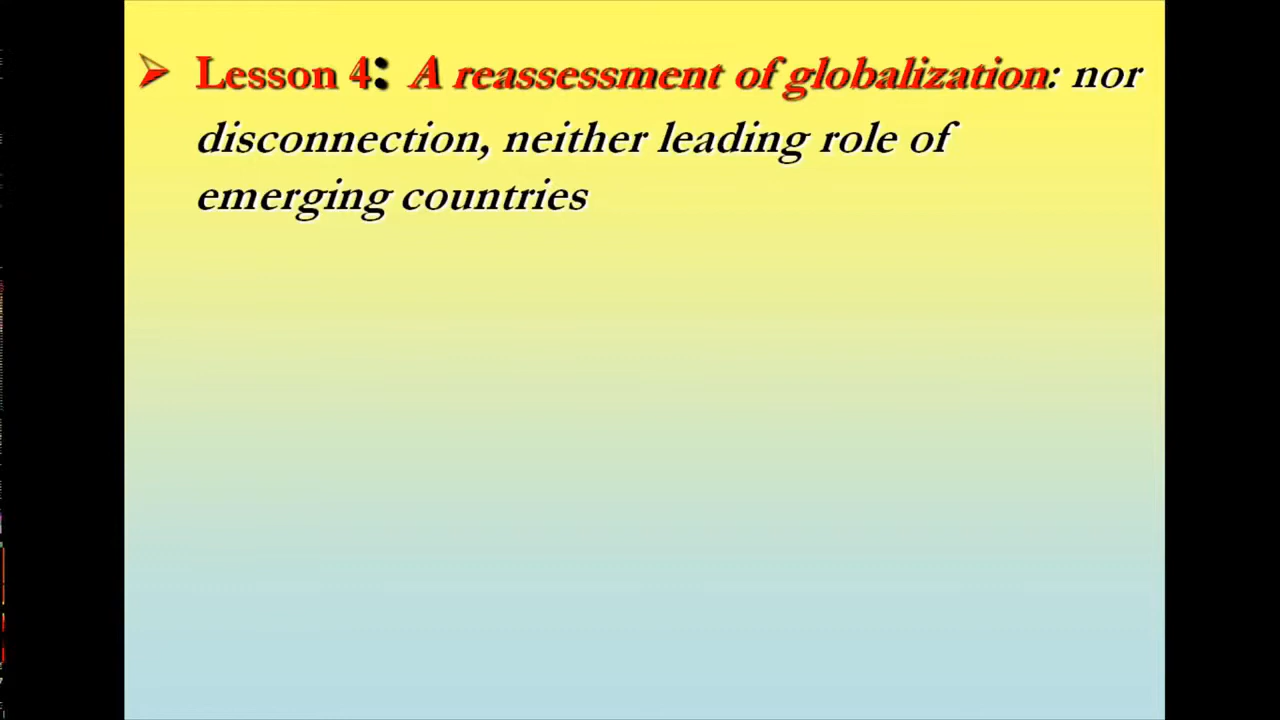 Lesson 4: A reassessment of globalization: nor
disconnection, neither leading role of
emerging countries